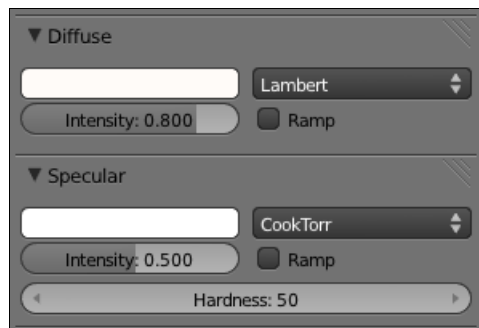 Diffuse
Lambert
Intensity: 0.800
Ramp
Specular
CookTorr
Intensity: 0.500
Ramp
Hardness: 50